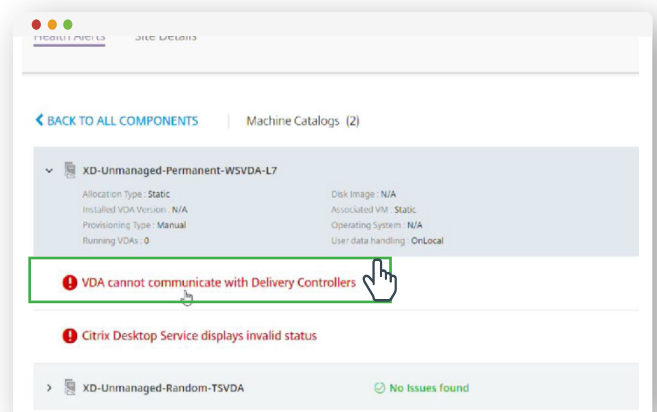 Health Alerts Site Details
BACK TO ALL COMPONENTS Machine Catalogs (2)
XD-Unmanaged-Permanent-WSVDA-L7
Allocation Type : Static Disk Image : N/A
Installed VDA Version : N/A Associated VM : Static
Provisioning Type : Manual Operating System : N/A
Running VDAs : 0 User data handling : OnLocal
VDA cannot communicate with Delivery Controllers
Citrix Desktop Service displays invalid status
XD-Unmanaged-Random-TSVDA No Issues found